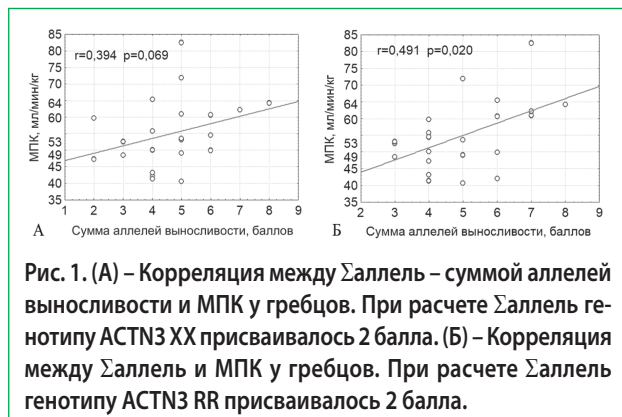 85
80
75
70
64
60
53
49
45
40
35
r=0,394 p=0,069
МПК, мл/мин/кг
1 2 3 4 5 6 7 8 9
А Сумма аллелей выносливости, баллов
85
80
75
70
64
60
53
49
45
40
35
r=0,491 p=0,020
МПК, мл/мин/кг
2 3 4 5 6 7 8 9
Б Сумма аллелей выносливости, баллов
Рис. 1. (А) – Корреляция между Σаллель – суммой аллелей
выносливости и МПК у гребцов. При расчете Σаллель ге-
нотипу ACTN3 XX присваивалось 2 балла. (Б) – Корреляция
между Σаллель и МПК у гребцов. При расчете Σаллель
генотипу ACTN3 RR присваивалось 2 балла.